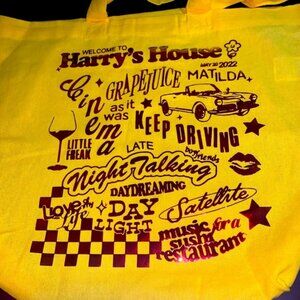 WELCOME TO
Harry's House
MAY 20 2022
GRAPEJUICE
MATILDA
Cinema
as it
was
KEEP DRIVING
LITTLE
FREAK
LATE
boyfriends
Night Talking
DAYDREAMING
Love of my
Life
DAY
LIGHT
Satellite
music for a
sushi
restaurant